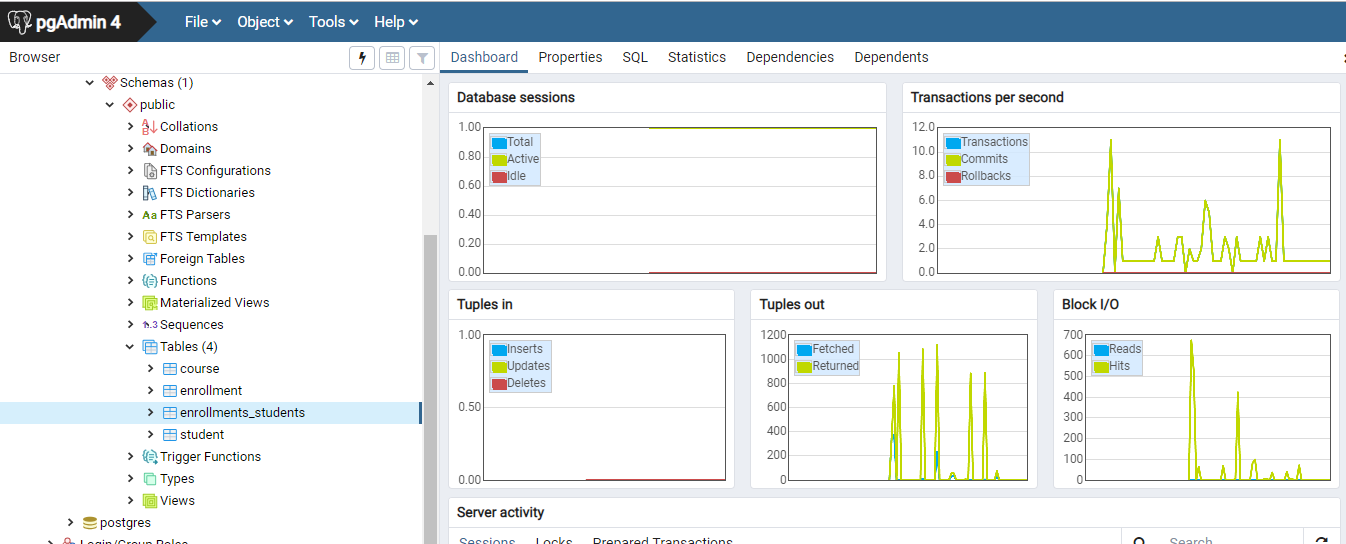 pgAdmin 4 File Object Tools Help
Browser
Schemas (1)
public
Collations
Domains
FTS Configurations
FTS Dictionaries
Aa FTS Parsers
FTS Templates
Foreign Tables
Functions
Materialized Views
1..3 Sequences
Tables (4)
course
enrollment
enrollments_students
student
Trigger Functions
Types
Views
postgres
Login/Group Roles
Dashboard Properties SQL Statistics Dependencies Dependents
Database sessions
1.00
0.80
0.60
0.40
0.20
0.00
Total
Active
Idle
Transactions per second
12.0
10.0
8.0
6.0
4.0
2.0
0.0
Transactions
Commits
Rollbacks
Tuples in
1.00
0.50
0.00
Inserts
Updates
Deletes
Tuples out
1200
1000
800
600
400
200
0
Fetched
Returned
Block I/O
700
600
500
400
300
200
100
0
Reads
Hits
Server activity
Sessions Locks Prepared Transactions Search